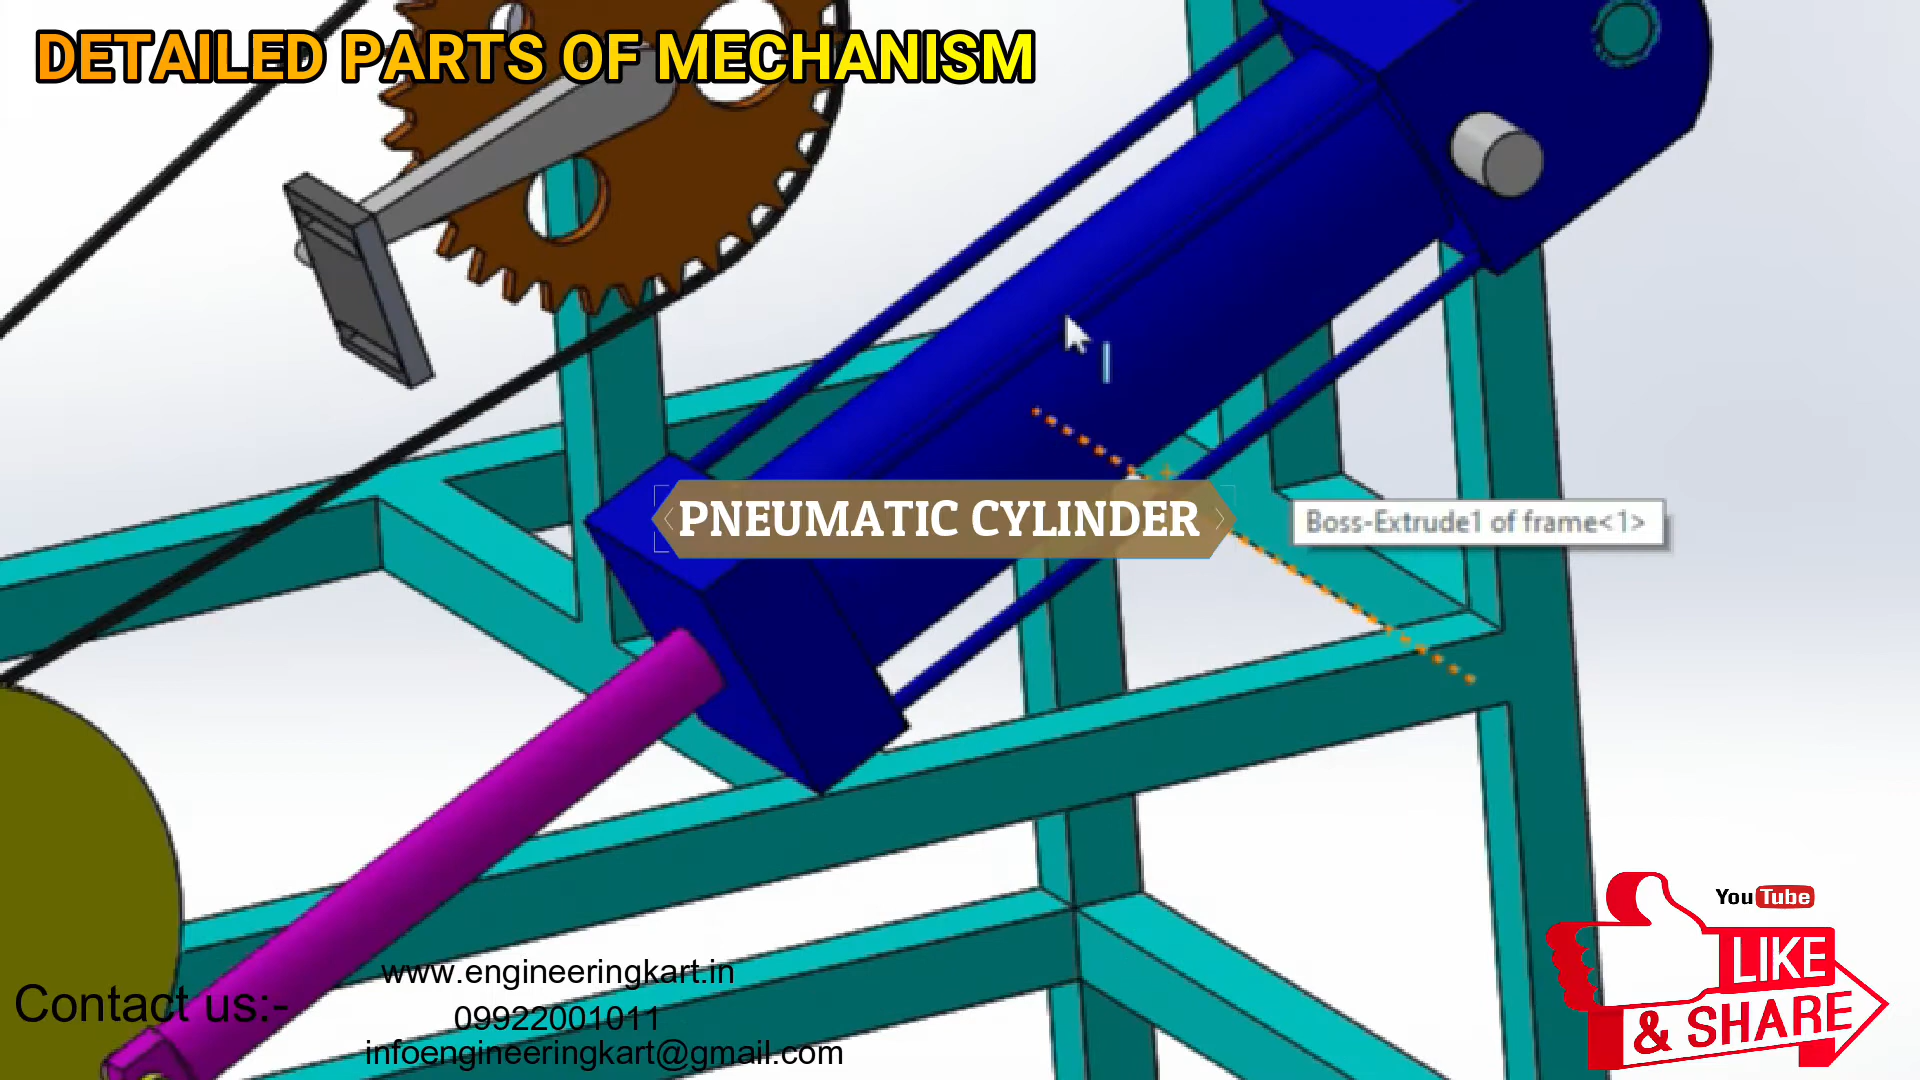 DETAILED PARTS OF MECHANISM
PNEUMATIC CYLINDER
Boss-Extrude1 of frame<1>
You Tube
LIKE
& SHARE
Contact us:-
www.engineeringkart.in
09922001011
infoengineeringkart@gmail.com